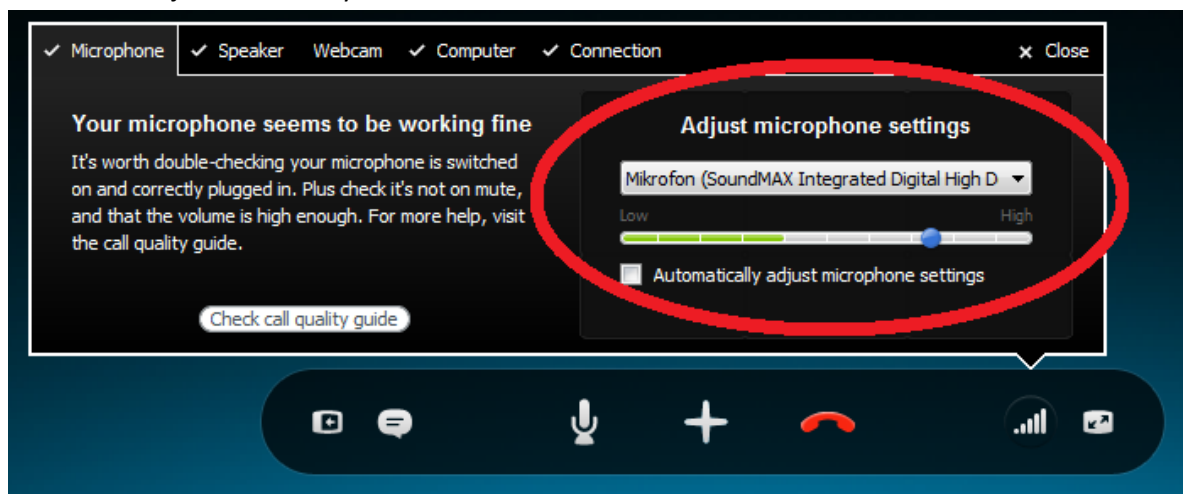 Microphone Speaker Webcam Computer Connection Close
Your microphone seems to be working fine
It's worth double-checking your microphone is switched
on and correctly plugged in. Plus check it's not on mute,
and that the volume is high enough. For more help, visit
the call quality guide.
Check call quality guide
Adjust microphone settings
Mikrofon (SoundMAX Integrated Digital High D
Low High
Automatically adjust microphone settings